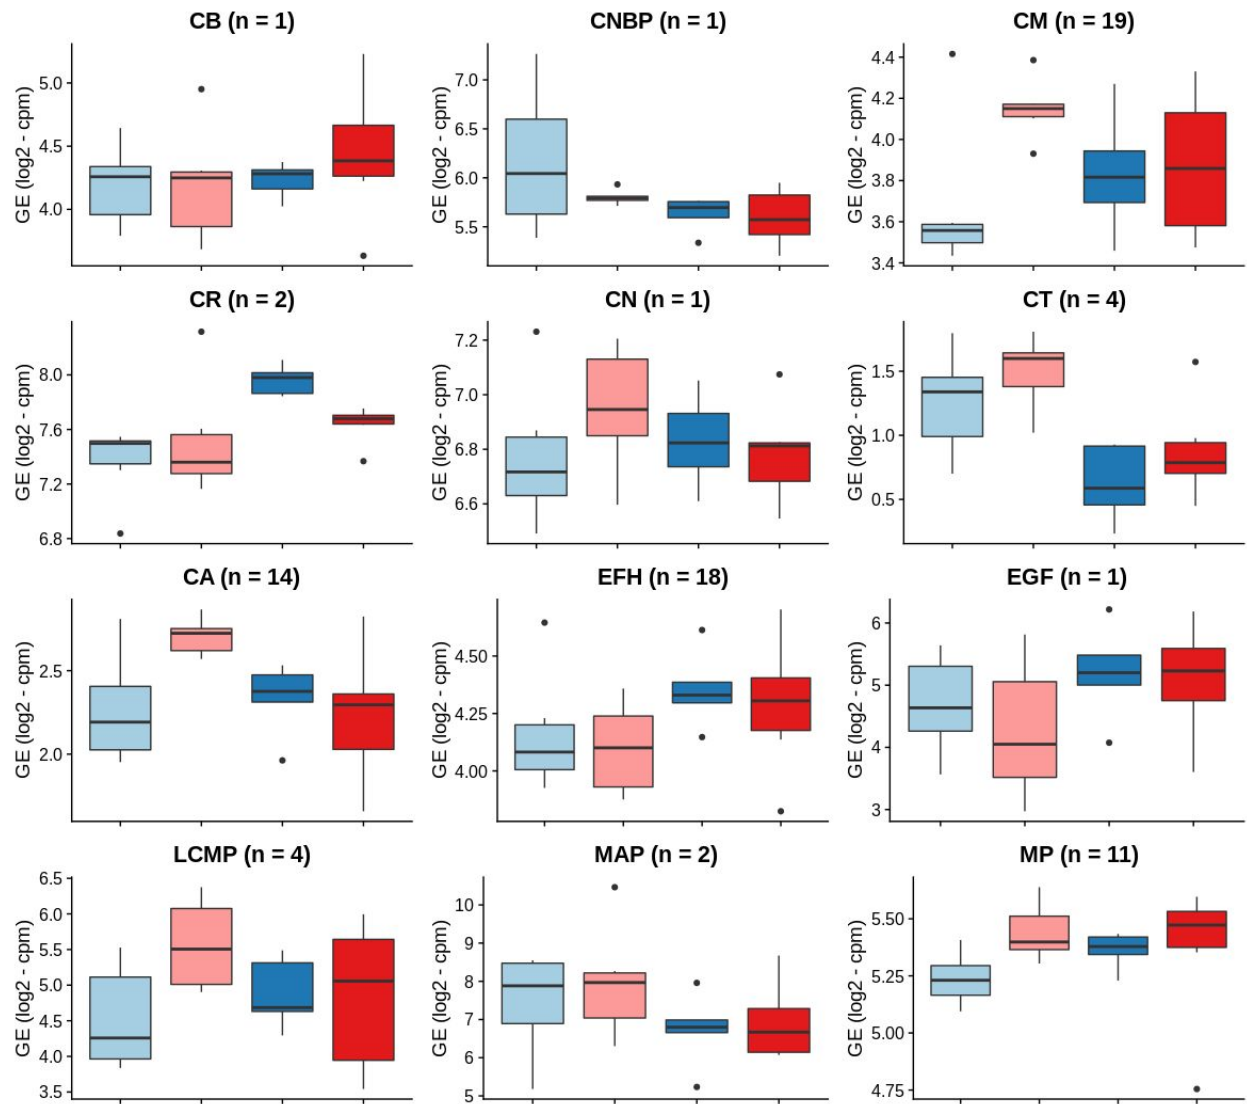 CB (n = 1)
GE (log2 - cpm)
5.0
4.5
4.0
CNBP (n = 1)
GE (log2 - cpm)
7.0
6.5
6.0
5.5
CM (n = 19)
GE (log2 - cpm)
4.4
4.2
4.0
3.8
3.6
3.4
CR (n = 2)
GE (log2 - cpm)
8.0
7.6
7.2
6.8
CN (n = 1)
GE (log2 - cpm)
7.2
7.0
6.8
6.6
CT (n = 4)
GE (log2 - cpm)
1.5
1.0
0.5
CA (n = 14)
GE (log2 - cpm)
2.5
2.0
EFH (n = 18)
GE (log2 - cpm)
4.50
4.25
4.00
EGF (n = 1)
GE (log2 - cpm)
6
5
4
3
LCMP (n = 4)
GE (log2 - cpm)
6.5
6.0
5.5
5.0
4.5
4.0
3.5
MAP (n = 2)
GE (log2 - cpm)
10
9
8
7
6
5
MP (n = 11)
GE (log2 - cpm)
5.50
5.25
5.00
4.75